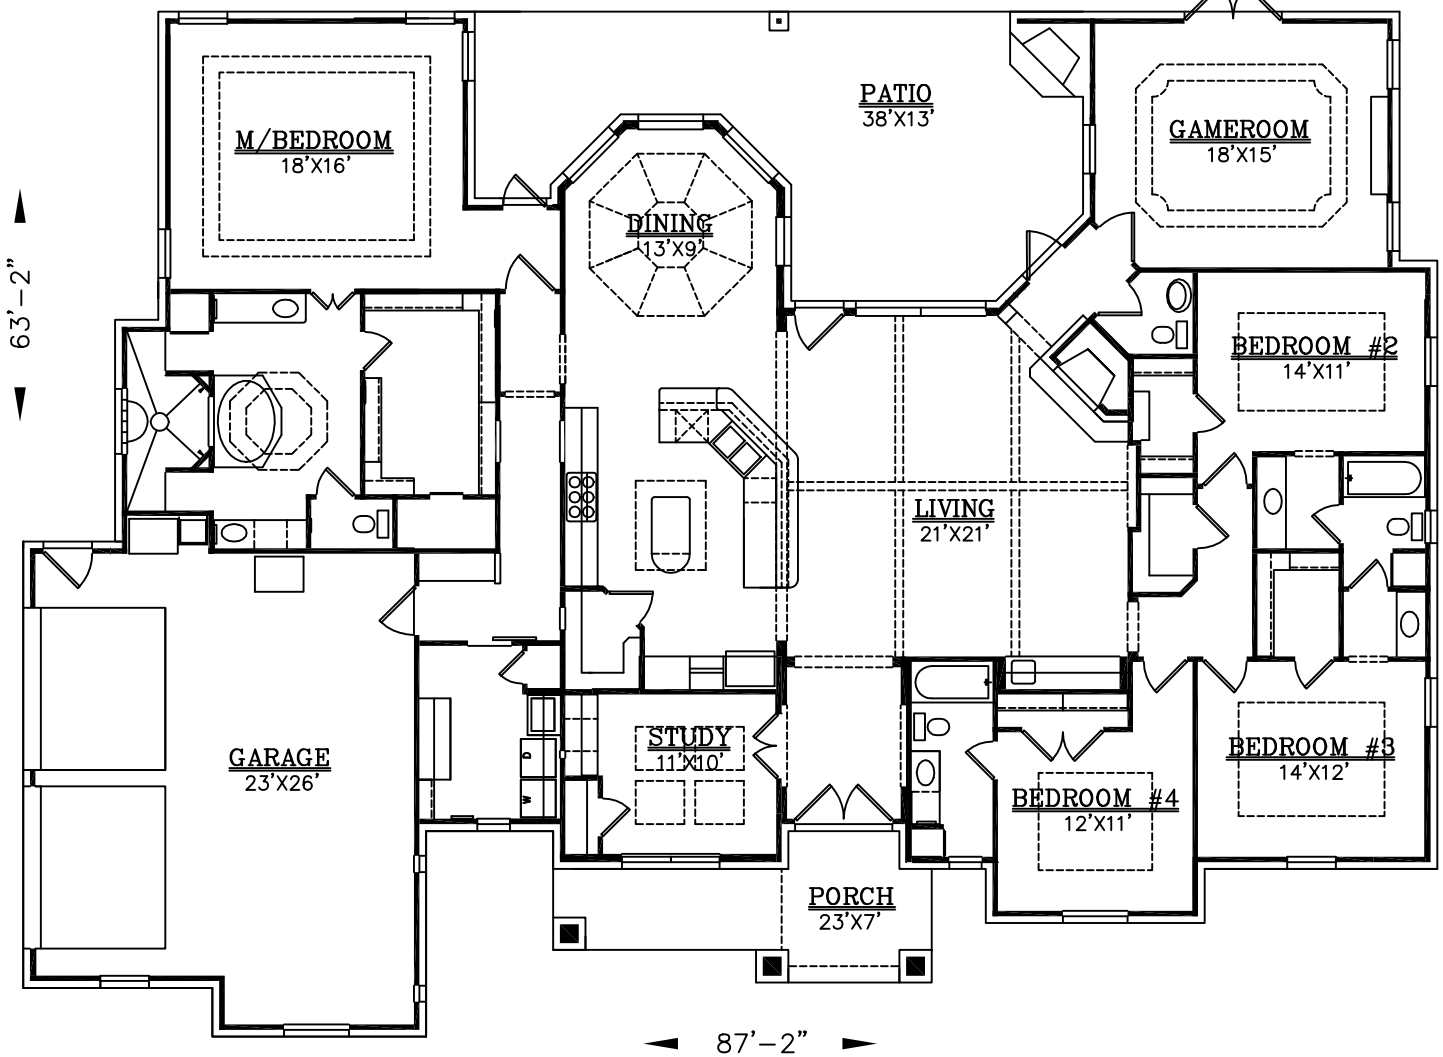 PATIO
38'X13'
M/BEDROOM
18'X16'
GAMEROOM
18'X15'
DINING
13'X9'
63'-2"
BEDROOM #2
14'X11'
LIVING
21'X21'
GARAGE
23'X26'
STUDY
11'X10'
D
W
BEDROOM #3
14'X12'
BEDROOM #4
12'X11'
PORCH
23'X7'
87'-2"